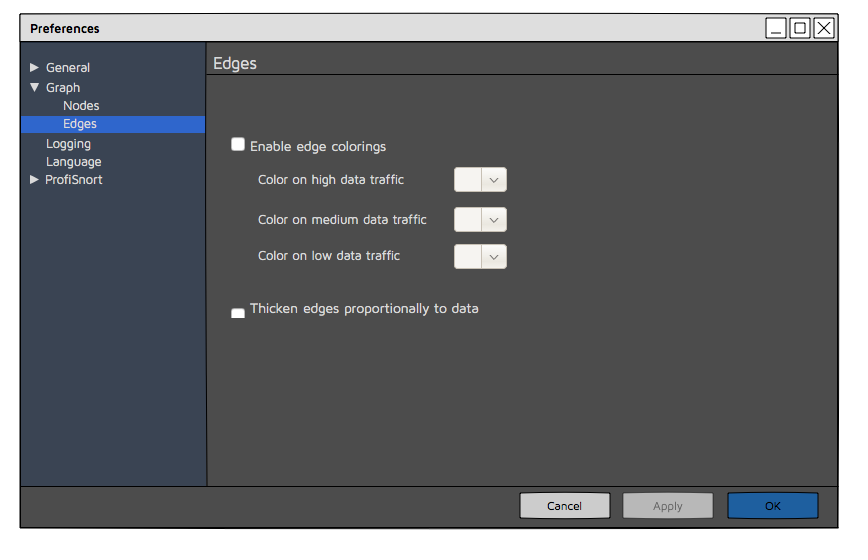 Preferences
General
Graph
Nodes
Edges
Logging
Language
ProfiSnort
Edges
Enable edge colorings
Color on high data traffic
Color on medium data traffic
Color on low data traffic
Thicken edges proportionally to data
Cancel
Apply
OK